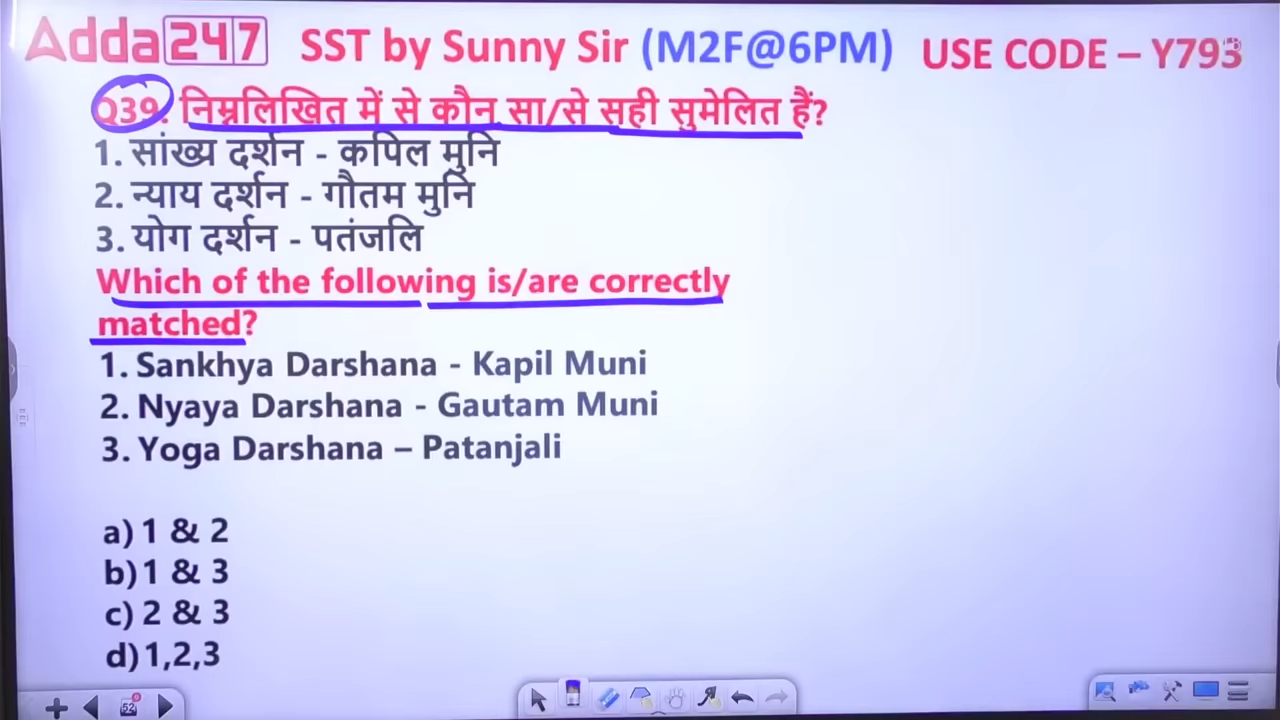 Adda247 SST by Sunny Sir (M2F@6PM) USE CODE – Y793
Q39. निम्नलिखित में से कौन सा/से सही सुमेलित हैं?
1. सांख्य दर्शन - कपिल मुनि
2. न्याय दर्शन - गौतम मुनि
3. योग दर्शन - पतंजलि
Which of the following is/are correctly
matched?
1. Sankhya Darshana - Kapil Muni
2. Nyaya Darshana - Gautam Muni
3. Yoga Darshana – Patanjali
a) 1 & 2
b) 1 & 3
c) 2 & 3
d) 1,2,3
52